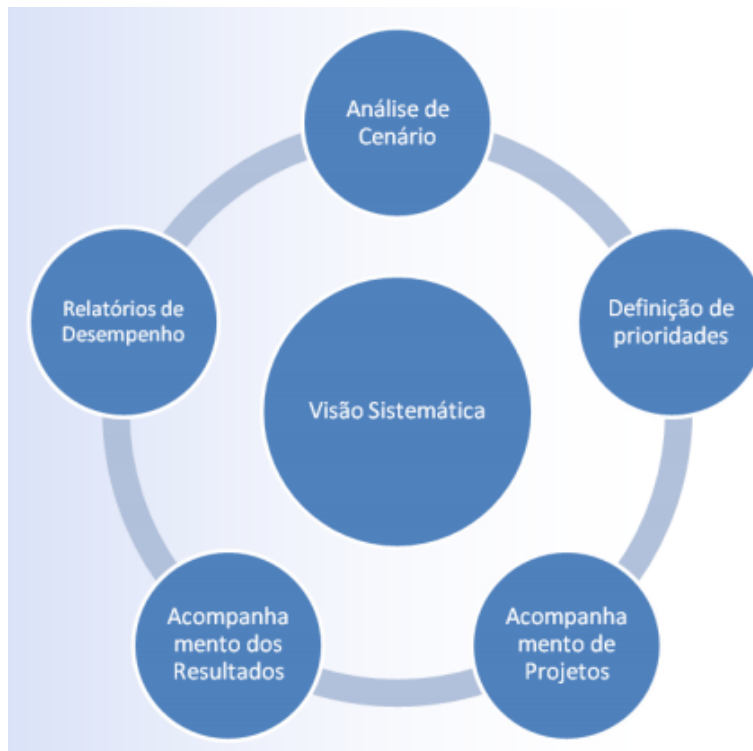 Análise de
Cenário
Definição de
prioridades
Relatórios de
Desempenho
Visão Sistemática
Acompanha
mento dos
Resultados
Acompanha
mento de
Projetos